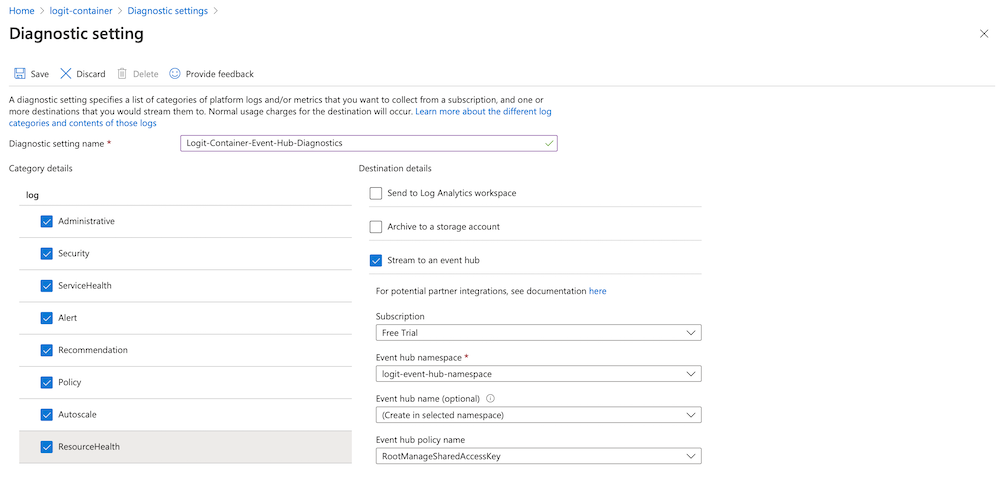 Home > logit-container > Diagnostic settings >
Diagnostic setting
Save Discard Delete Provide feedback
A diagnostic setting specifies a list of categories of platform logs and/or metrics that you want to collect from a subscription, and one or
more destinations that you would stream them to. Normal usage charges for the destination will occur. Learn more about the different log
categories and contents of those logs
Diagnostic setting name * Logit-Container-Event-Hub-Diagnostics
Category details
log
Administrative
Security
ServiceHealth
Alert
Recommendation
Policy
Autoscale
ResourceHealth
Destination details
Send to Log Analytics workspace
Archive to a storage account
Stream to an event hub
For potential partner integrations, see documentation here
Subscription
Free Trial
Event hub namespace *
logit-event-hub-namespace
Event hub name (optional)
(Create in selected namespace)
Event hub policy name
RootManageSharedAccessKey